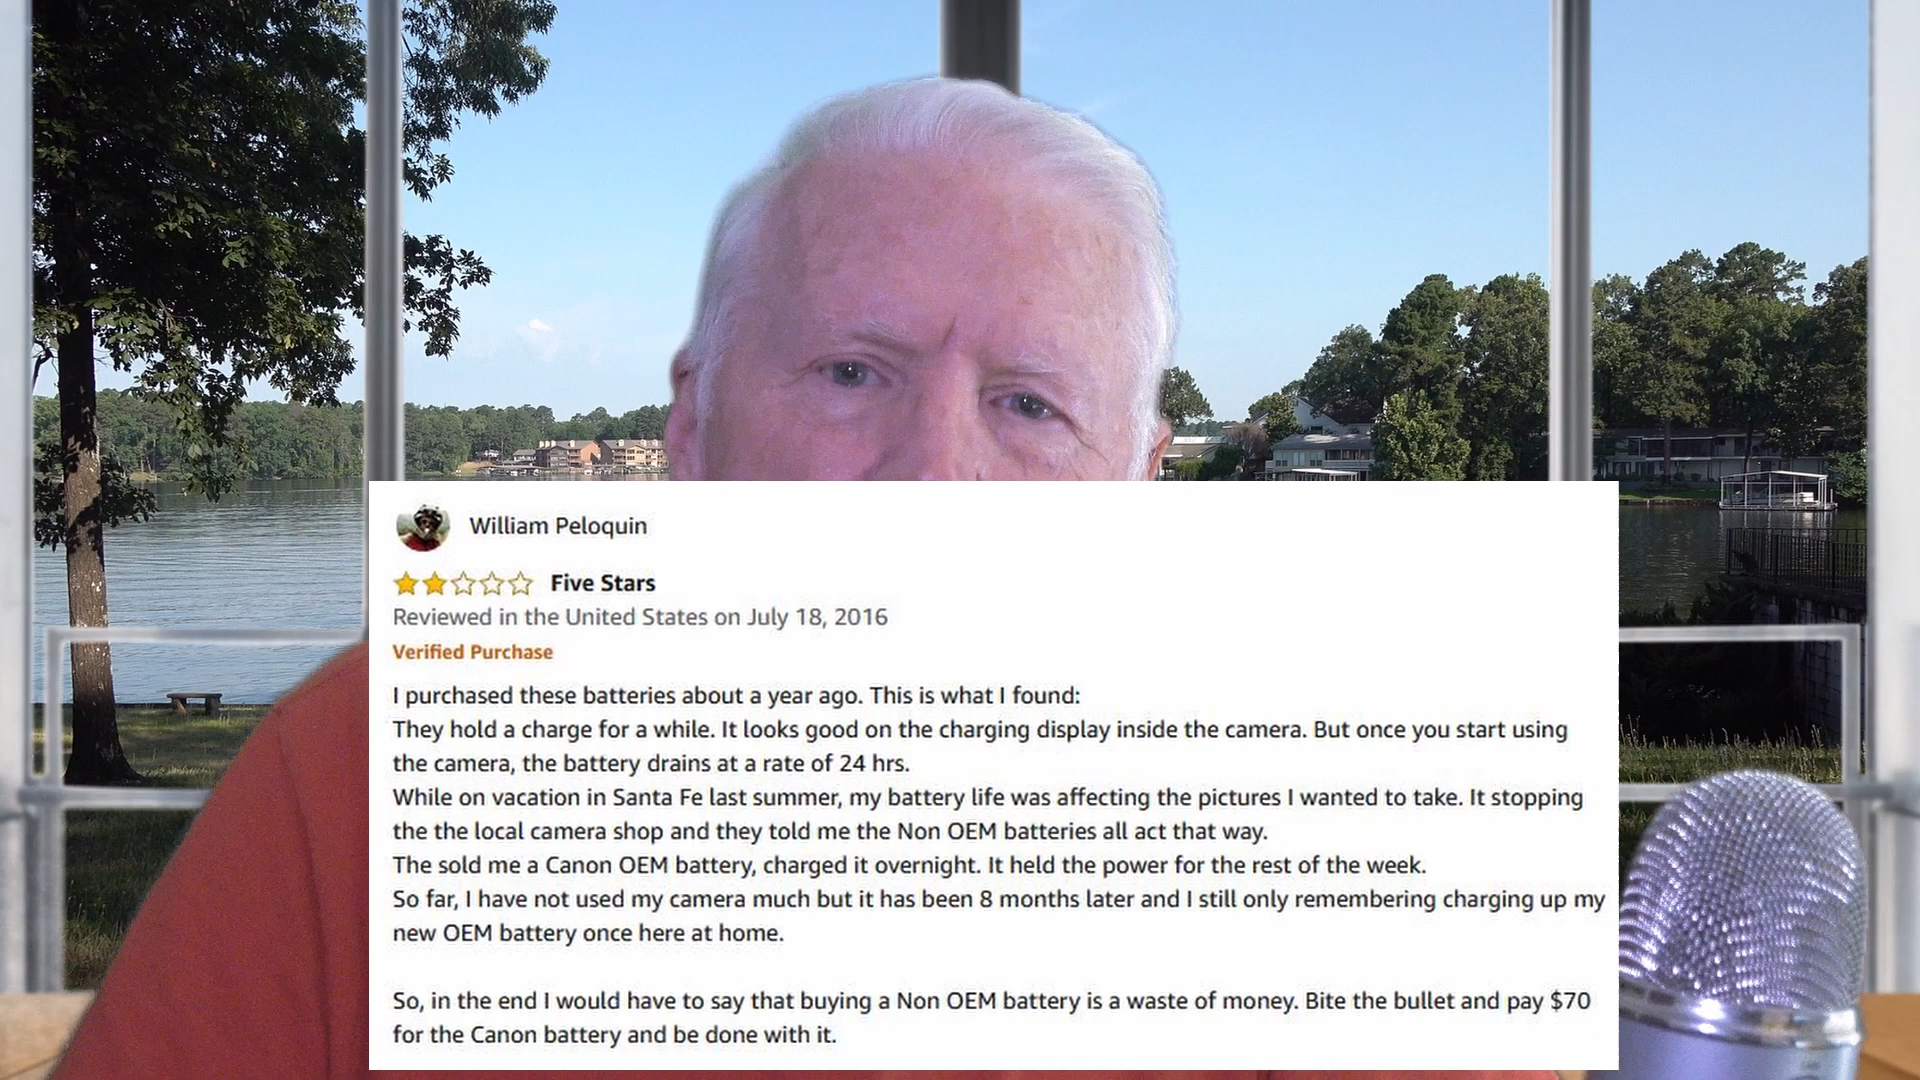 William Peloquin
Five Stars
Reviewed in the United States on July 18, 2016
Verified Purchase
I purchased these batteries about a year ago. This is what I found:
They hold a charge for a while. It looks good on the charging display inside the camera. But once you start using
the camera, the battery drains at a rate of 24 hrs.
While on vacation in Santa Fe last summer, my battery life was affecting the pictures I wanted to take. It stopping
the the local camera shop and they told me the Non OEM batteries all act that way.
The sold me a Canon OEM battery, charged it overnight. It held the power for the rest of the week.
So far, I have not used my camera much but it has been 8 months later and I still only remembering charging up my
new OEM battery once here at home.
So, in the end I would have to say that buying a Non OEM battery is a waste of money. Bite the bullet and pay $70
for the Canon battery and be done with it.